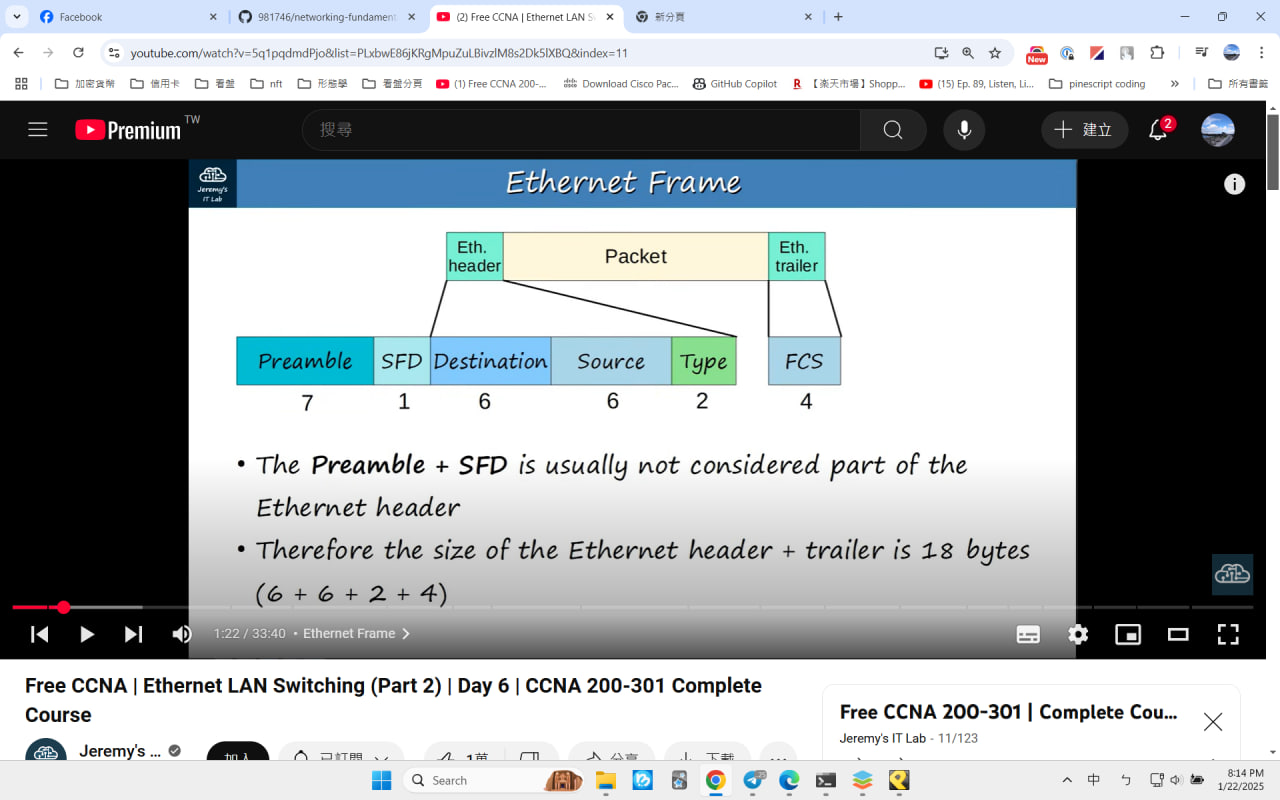 Facebook
981746/networking-fundament
(2) Free CCNA | Ethernet LAN S
新分頁
youtube.com/watch?v=5q1pqdmdPjo&list=PLxbwE86jKRgMpuZuLBivzlM8s2Dk5lXBQ&index=11
New
加密貨幣
信用卡
看盤
nft
形態學
看盤分頁
(1) Free CCNA 200-...
Download Cisco Pac...
GitHub Copilot
【楽天市場】Shopp...
(15) Ep. 89, Listen, Li...
pinescript coding
所有書籤
Premium TW
搜尋
建立
2
Jeremy's
IT Lab
Ethernet Frame
Eth.
header
Packet
Eth.
trailer
Preamble
SFD
Destination
Source
Type
FCS
7
1
6
6
2
4
• The Preamble + SFD is usually not considered part of the
Ethernet header
• Therefore the size of the Ethernet header + trailer is 18 bytes
(6 + 6 + 2 + 4)
1:22 / 33:40 • Ethernet Frame
Free CCNA | Ethernet LAN Switching (Part 2) | Day 6 | CCNA 200-301 Complete
Course
Free CCNA 200-301 | Complete Cou...
Jeremy's IT Lab - 11/123
Jeremy's ...
加入
已訂閱
1萬
分享
下載
Search
中
8:14 PM
1/22/2025